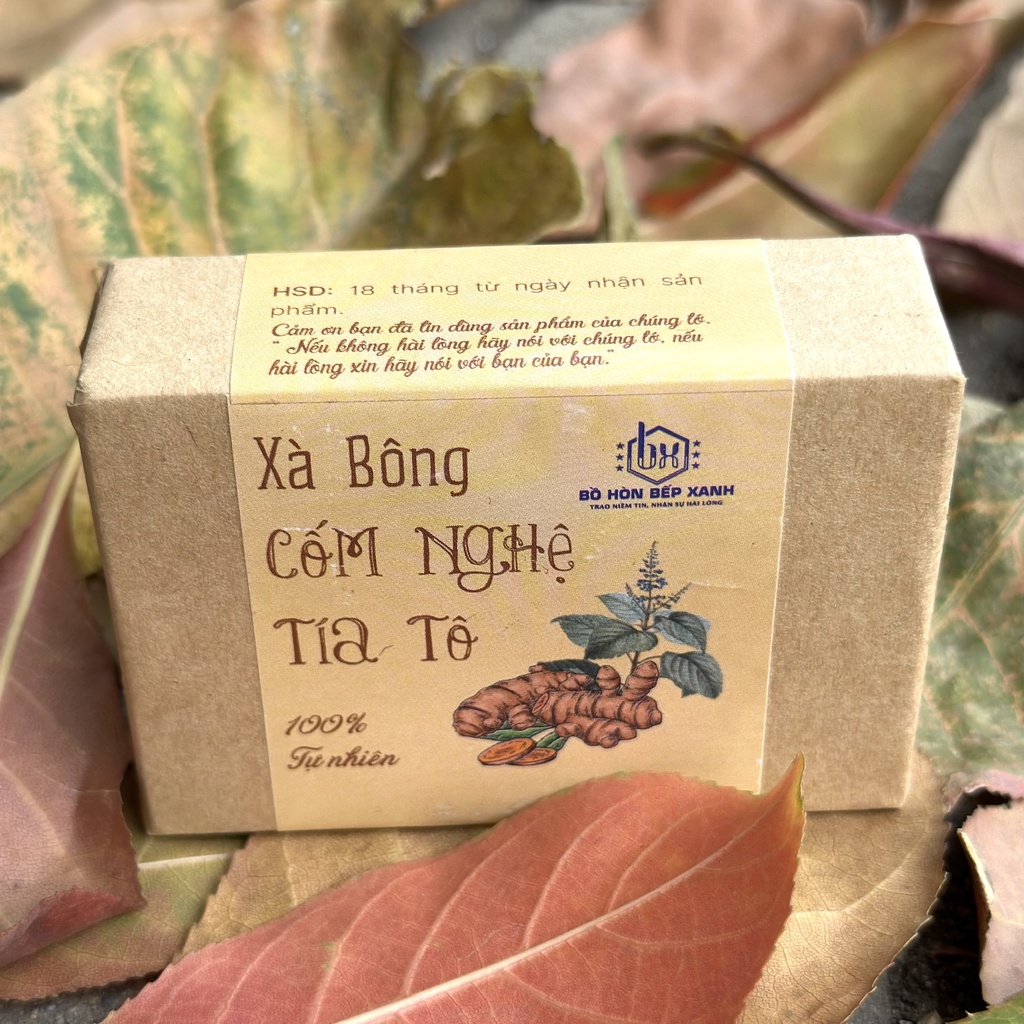 HSD: 18 tháng từ ngày nhận sản
phẩm.
Cảm ơn bạn đã tin dùng sản phẩm của chúng tớ.
" Nếu không hài lòng hãy nói với chúng tớ, nếu
hài lòng xin hãy nói với bạn của bạn."
Xà Bông
bx
BỒ HÒN BẾP XANH
TRAO NIỀM TIN, NHẬN SỰ HÀI LÒNG
CỐM NGHỆ
TÍA TÔ
100%
Tự nhiên